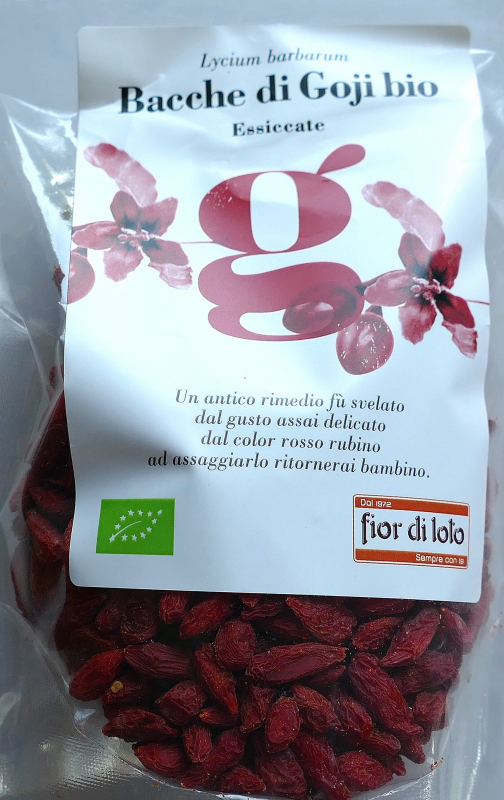 Lycium barbarum
Bacche di Goji bio
Essiccate
g
Un antico rimedio fù svelato
dal gusto assai delicato
dal color rosso rubino
ad assaggiarlo ritornerai bambino.
Dal 1972
fior di loto
Sempre con te